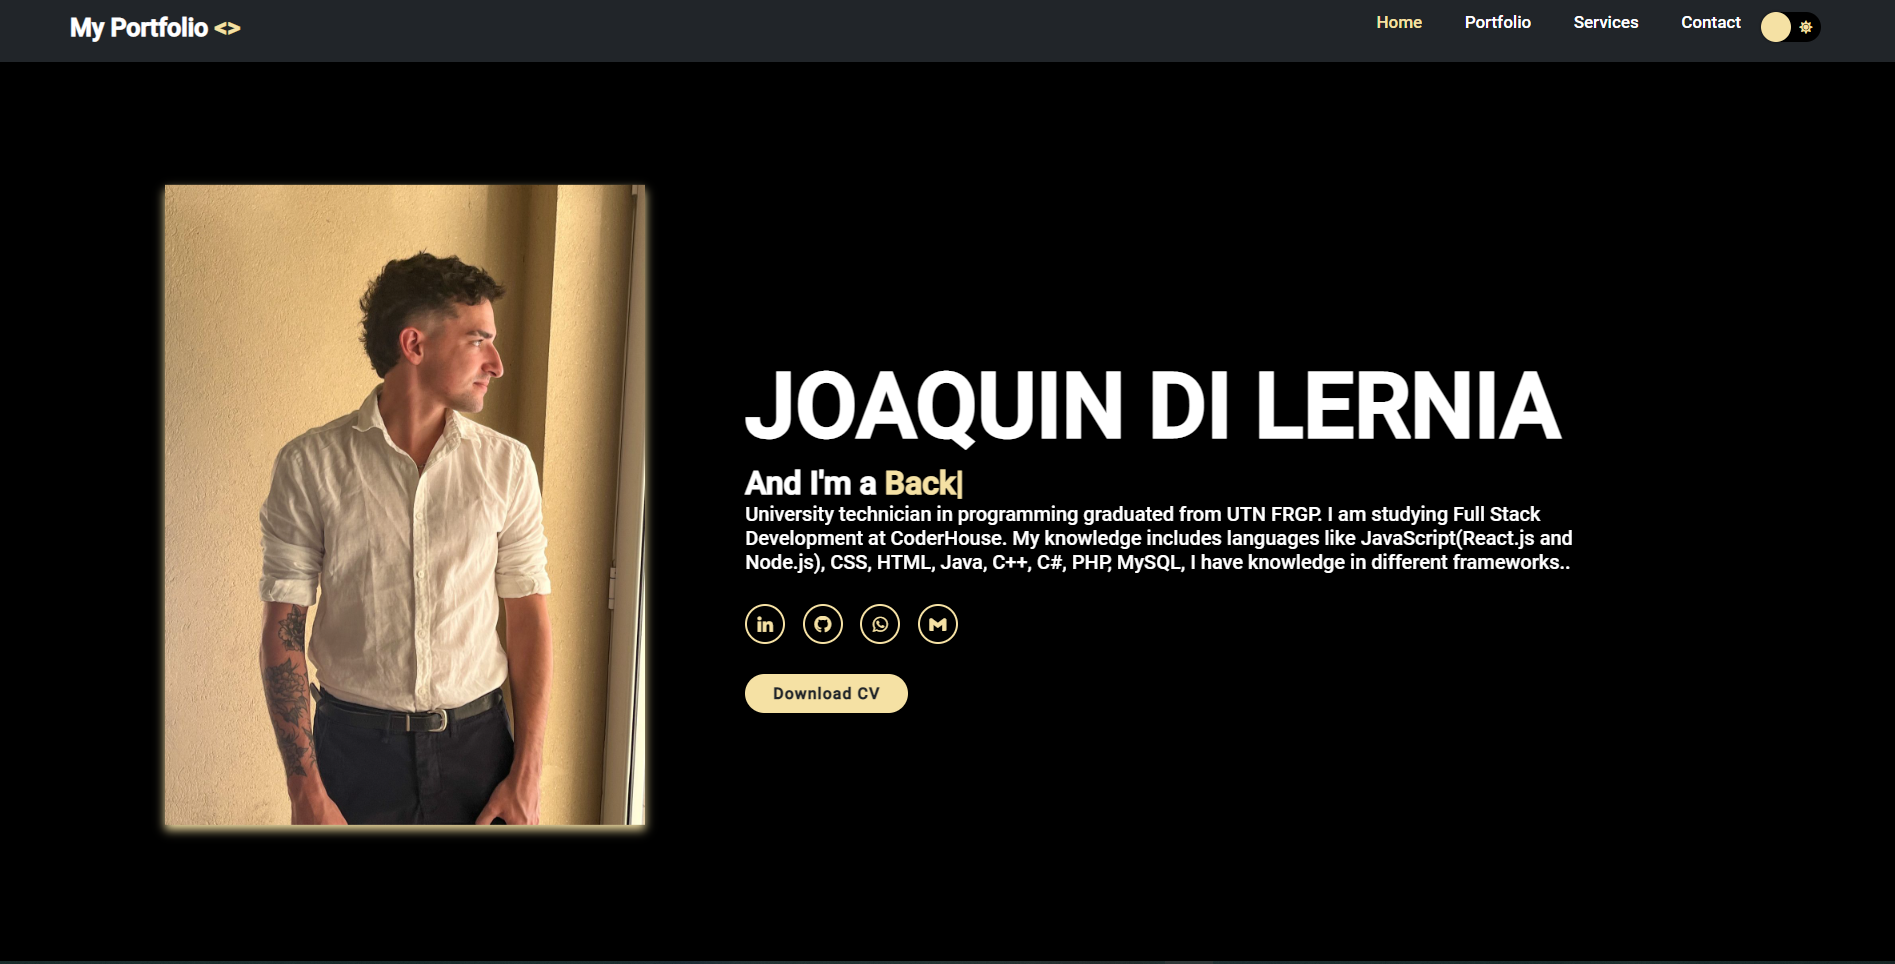 My Portfolio <>
Home
Portfolio
Services
Contact
JOAQUIN DI LERNIA
And I'm a Back|
University technician in programming graduated from UTN FRGP. I am studying Full Stack
Development at CoderHouse. My knowledge includes languages like JavaScript(React.js and
Node.js), CSS, HTML, Java, C++, C#, PHP, MySQL, I have knowledge in different frameworks..
in
Download CV